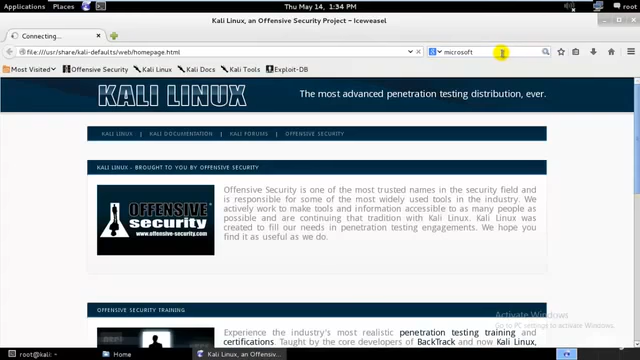 Applications Places Thu May 14, 1:34 PM root
Kali Linux, an Offensive Security Project - Iceweasel
Connecting...
file:///usr/share/kali-defaults/web/homepage.html microsoft
Most Visited Offensive Security Kali Linux Kali Docs Kali Tools Exploit-DB
KALI LINUX The most advanced penetration testing distribution, ever.
KALI LINUX | KALI DOCUMENTATION | KALI FORUMS | OFFENSIVE SECURITY
KALI LINUX - BROUGHT TO YOU BY OFFENSIVE SECURITY
OFFENSIVE
security
www.offensive-security.com
Offensive Security is one of the most trusted names in the security field and
is responsible for some of the most widely used tools in the industry. We
actively work to make tools and information accessible to as many people as
possible and are continuing that tradition with Kali Linux. Kali Linux was
created to fill our needs in penetration testing engagements. We hope you
find it as useful as we do.
OFFENSIVE SECURITY TRAINING
Experience the industry's most realistic penetration testing training and
certifications. Taught by the core developers of BackTrack and now Kali Linux,
Activate Windows
Go to PC settings to activate Windows.
root@kali: ~ Home Kali Linux, an Offensi...